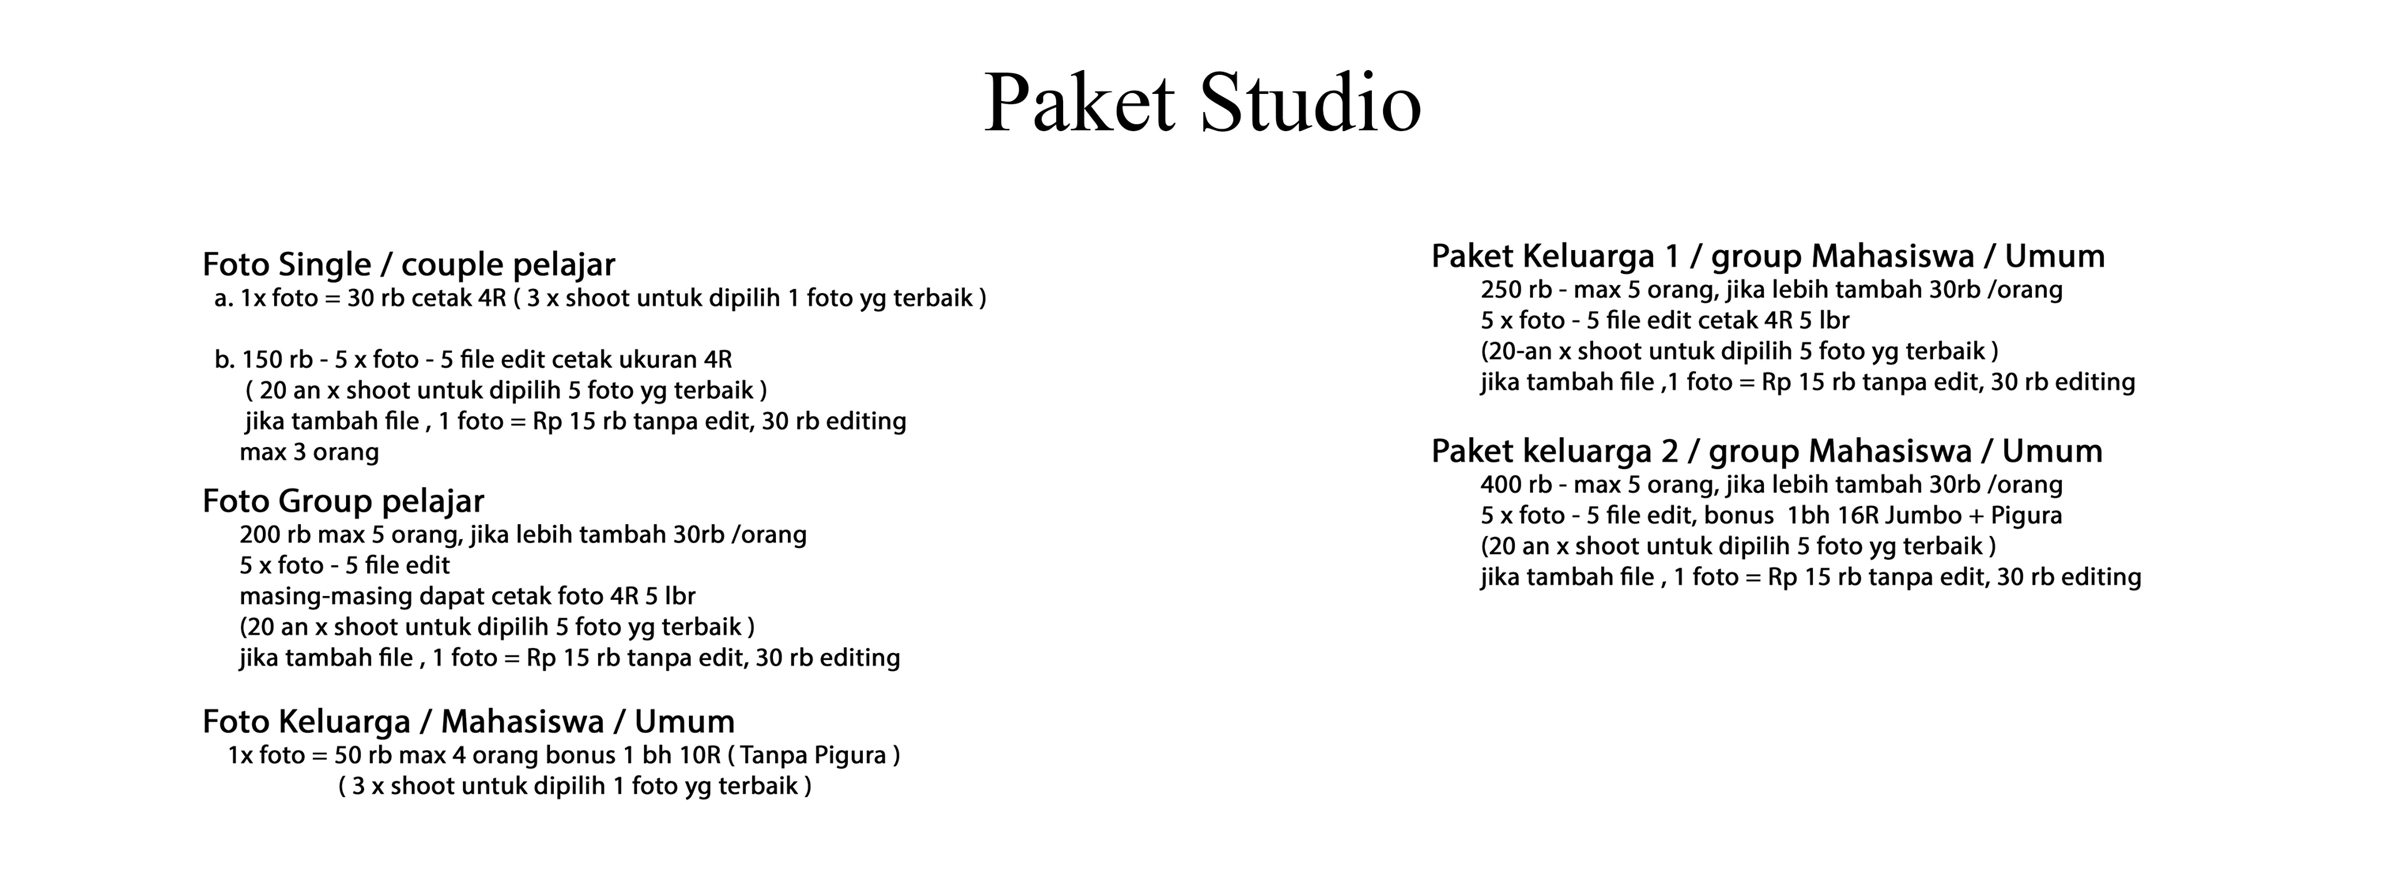 Paket Studio
Foto Single / couple pelajar
a. 1x foto = 30 rb cetak 4R ( 3 x shoot untuk dipilih 1 foto yg terbaik )
b. 150 rb - 5 x foto - 5 file edit cetak ukuran 4R
( 20 an x shoot untuk dipilih 5 foto yg terbaik )
jika tambah file , 1 foto = Rp 15 rb tanpa edit, 30 rb editing
max 3 orang
Foto Group pelajar
200 rb max 5 orang, jika lebih tambah 30rb /orang
5 x foto - 5 file edit
masing-masing dapat cetak foto 4R 5 lbr
(20 an x shoot untuk dipilih 5 foto yg terbaik )
jika tambah file , 1 foto = Rp 15 rb tanpa edit, 30 rb editing
Foto Keluarga / Mahasiswa / Umum
1x foto = 50 rb max 4 orang bonus 1 bh 10R ( Tanpa Pigura )
( 3 x shoot untuk dipilih 1 foto yg terbaik )
Paket Keluarga 1 / group Mahasiswa / Umum
250 rb - max 5 orang, jika lebih tambah 30rb /orang
5 x foto - 5 file edit cetak 4R 5 lbr
(20-an x shoot untuk dipilih 5 foto yg terbaik )
jika tambah file ,1 foto = Rp 15 rb tanpa edit, 30 rb editing
Paket keluarga 2 / group Mahasiswa / Umum
400 rb - max 5 orang, jika lebih tambah 30rb /orang
5 x foto - 5 file edit, bonus  1bh 16R Jumbo + Pigura
(20 an x shoot untuk dipilih 5 foto yg terbaik )
jika tambah file , 1 foto = Rp 15 rb tanpa edit, 30 rb editing